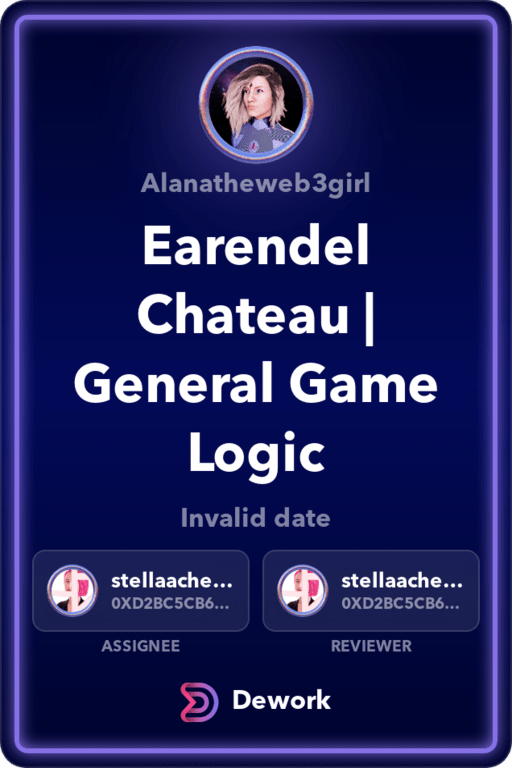 Alanatheweb3girl
Earendel
Chateau |
General Game
Logic
Invalid date
stellaache...
0XD2BC5CB6...
ASSIGNEE
stellaache...
0XD2BC5CB6...
REVIEWER
Dework